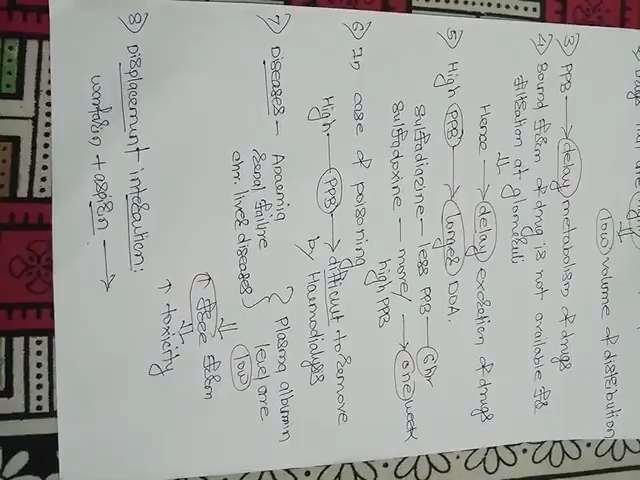 low volume of distribution
3) PPB → delay metabolism of drugs
4) Bound form of drug is not available for
filtration at glomeruli
⇓
Hence → delay excretion of drugs
5) High PPB → longer DOA.
Sulfadiazine — less PPB — 6hr
Sulfadoxine — more/high PPB → One week
6) In case of poisoning
High → PPB → difficult to remove
by Haemodialysis
7) Diseases — Anaemia
Renal failure
chr. liver diseases } Plasma albumin
level are
low
⇓
↑ free form
⇓
↑ toxicity
8) Displacement interaction:
warfarin + aspirin →